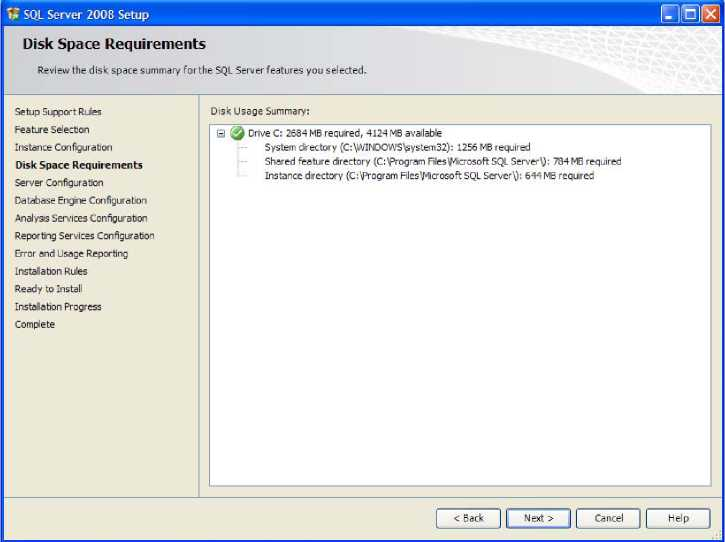 SQL Server 2008 Setup
Disk Space Requirements
Review the disk space summary for the SQL Server features you selected.
Setup Support Rules
Feature Selection
Instance Configuration
Disk Space Requirements
Server Configuration
Database Engine Configuration
Analysis Services Configuration
Reporting Services Configuration
Error and Usage Reporting
Installation Rules
Ready to Install
Installation Progress
Complete
Disk Usage Summary:
Drive C: 2684 MB required, 4124 MB available
System directory (C:\WINDOWS\system32): 1256 MB required
Shared feature directory (C:\Program Files\Microsoft SQL Server\): 784 MB required
Instance directory (C:\Program Files\Microsoft SQL Server\): 644 MB required
< Back
Next >
Cancel
Help